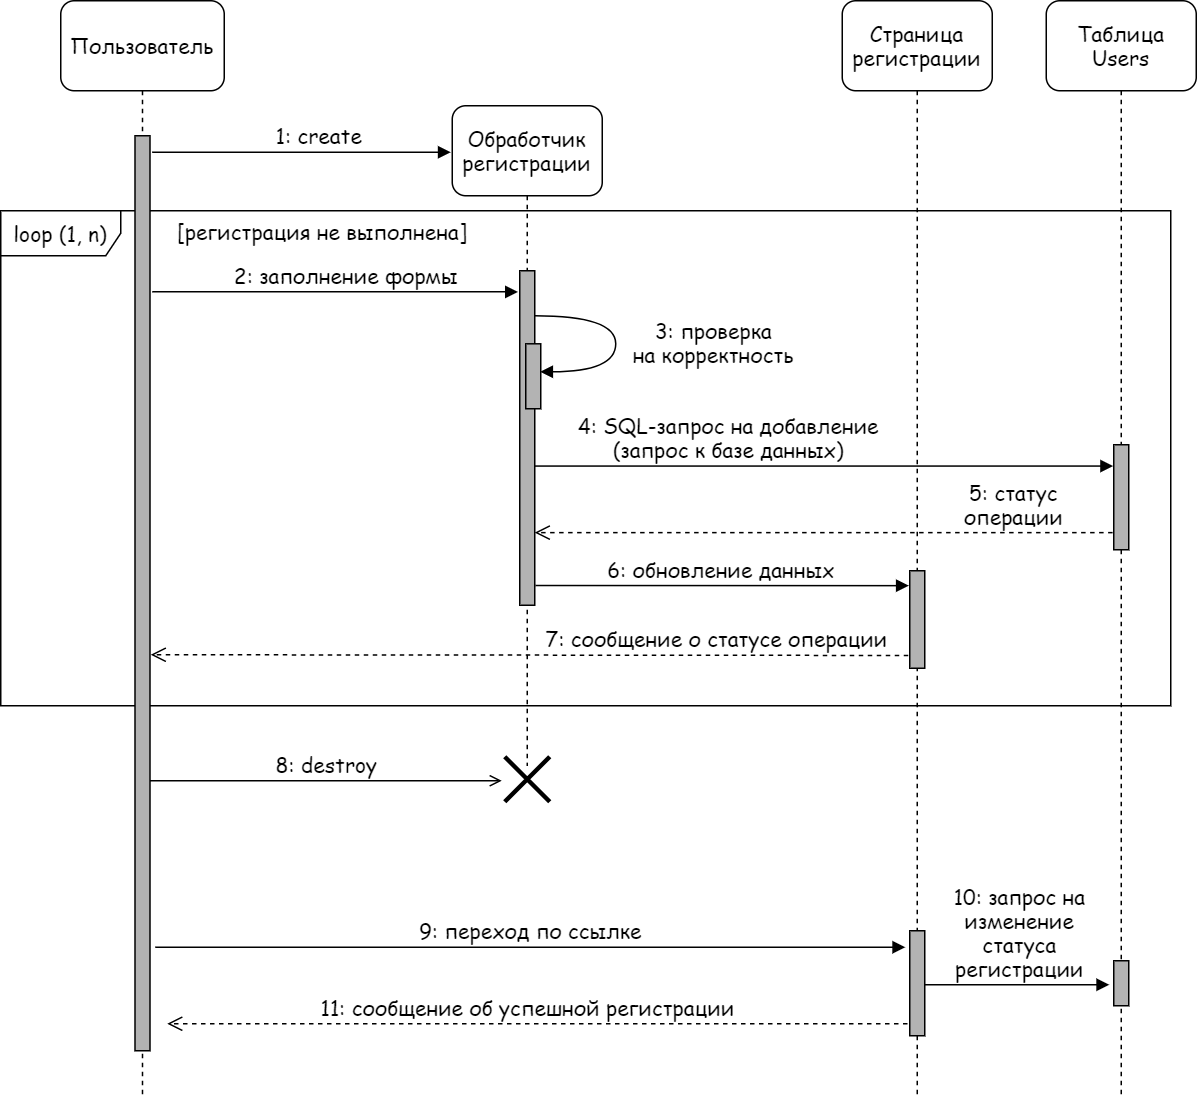 Пользователь
Страница
регистрации
Таблица
Users
1: create
Обработчик
регистрации
loop (1, n)
[регистрация не выполнена]
2: заполнение формы
3: проверка
на корректность
4: SQL-запрос на добавление
(запрос к базе данных)
5: статус
операции
6: обновление данных
7: сообщение о статусе операции
8: destroy
9: переход по ссылке
10: запрос на
изменение
статуса
регистрации
11: сообщение об успешной регистрации